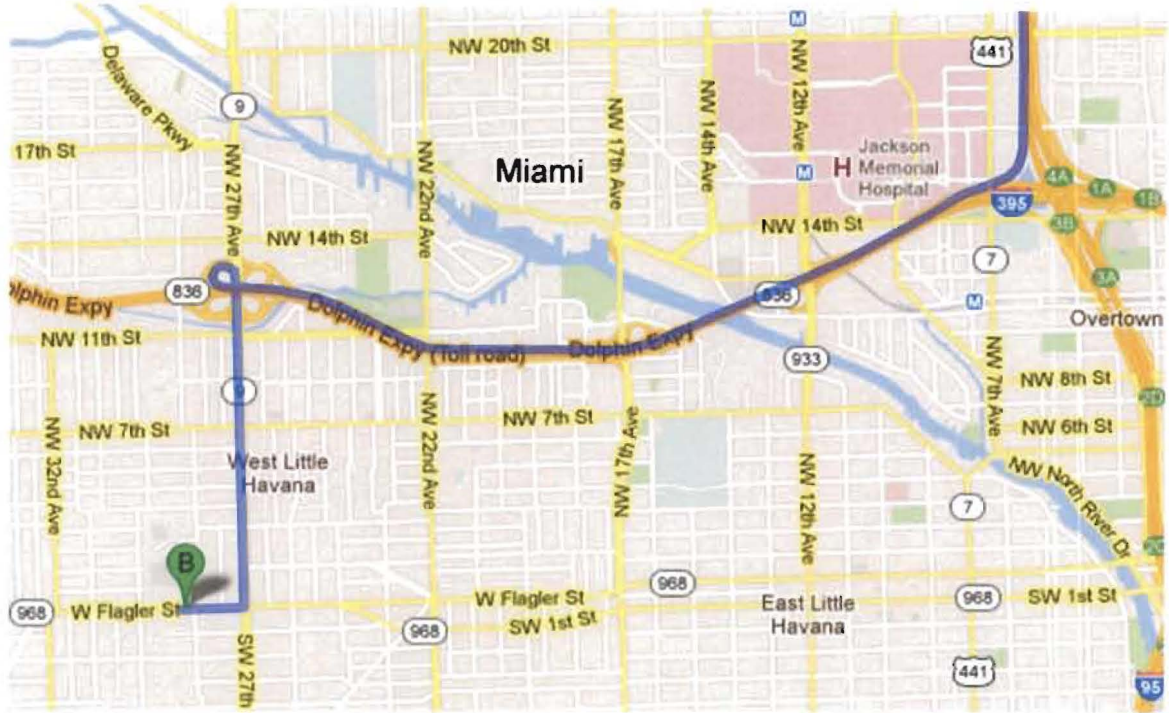 NW 20th St
441
M
Delaware Pkwy
9
NW 27th Ave
NW 22nd Ave
NW 17th Ave
NW 14th Ave
NW 12th Ave
17th St
Miami
M
H
Jackson
Memorial
Hospital
4A
1A
1B
395
3B
NW 14th St
NW 14th St
7
3A
836
Dolphin Expy
Dolphin Expy (Toll road)
Dolphin Expy
836
M
Overtown
NW 11th St
933
NW 7th Ave
NW 8th St
9
2D
NW 7th St
NW 7th St
NW 6th St
NW 32nd Ave
West Little
Havana
NW 22nd Ave
NW 17th Ave
NW 12th Ave
NW North River Dr
7
B
968
W Flagler St
W Flagler St
968
968
SW 1st St
East Little
Havana
968
SW 1st St
SW 27th
441
95